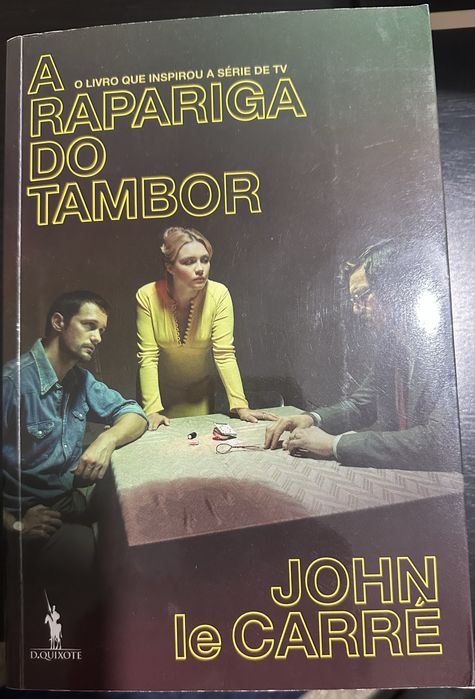 A
O LIVRO QUE INSPIROU A SÉRIE DE TV
RAPARIGA
DO
TAMBOR
JOHN
le CARRÉ
D.QUIXOTE